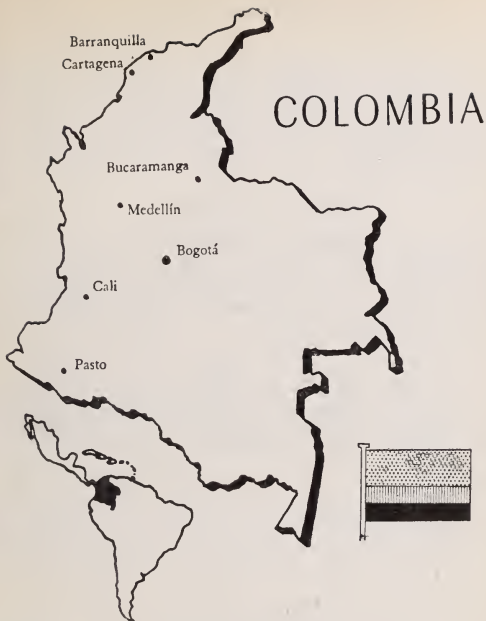 Barranquilla
Cartagena
COLOMBIA
Bucaramanga
Medellín
Bogotá
Cali
Pasto